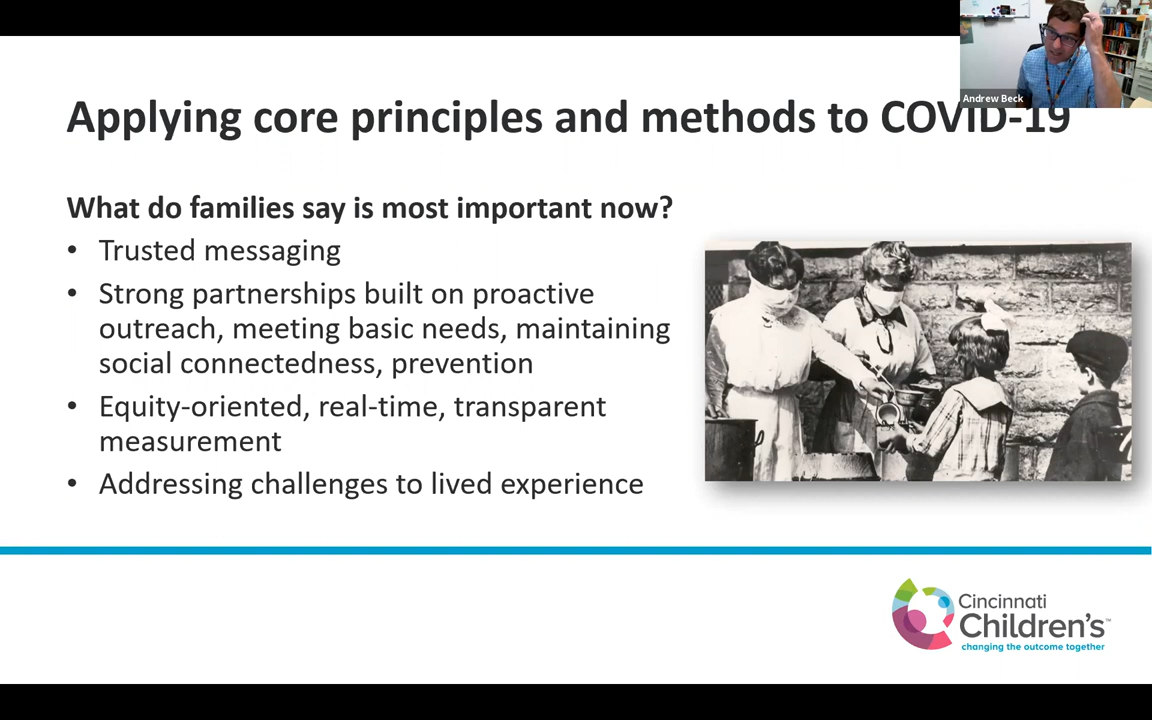 Andrew Beck
Applying core principles and methods to COVID-19
What do families say is most important now?
• Trusted messaging
• Strong partnerships built on proactive
outreach, meeting basic needs, maintaining
social connectedness, prevention
• Equity-oriented, real-time, transparent
measurement
• Addressing challenges to lived experience
Cincinnati
Children's™
changing the outcome together